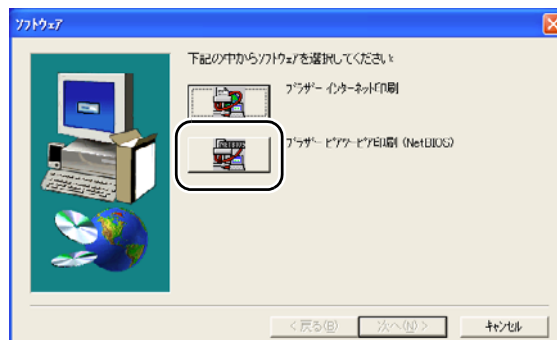 ソフトウェア
下記の中からソフトウェアを選択してください
ブラザー インターネット印刷
NETBIOS
ブラザー ピアツーピア印刷 (NetBIOS)
< 戻る(B)
次へ(N) >
キャンセル